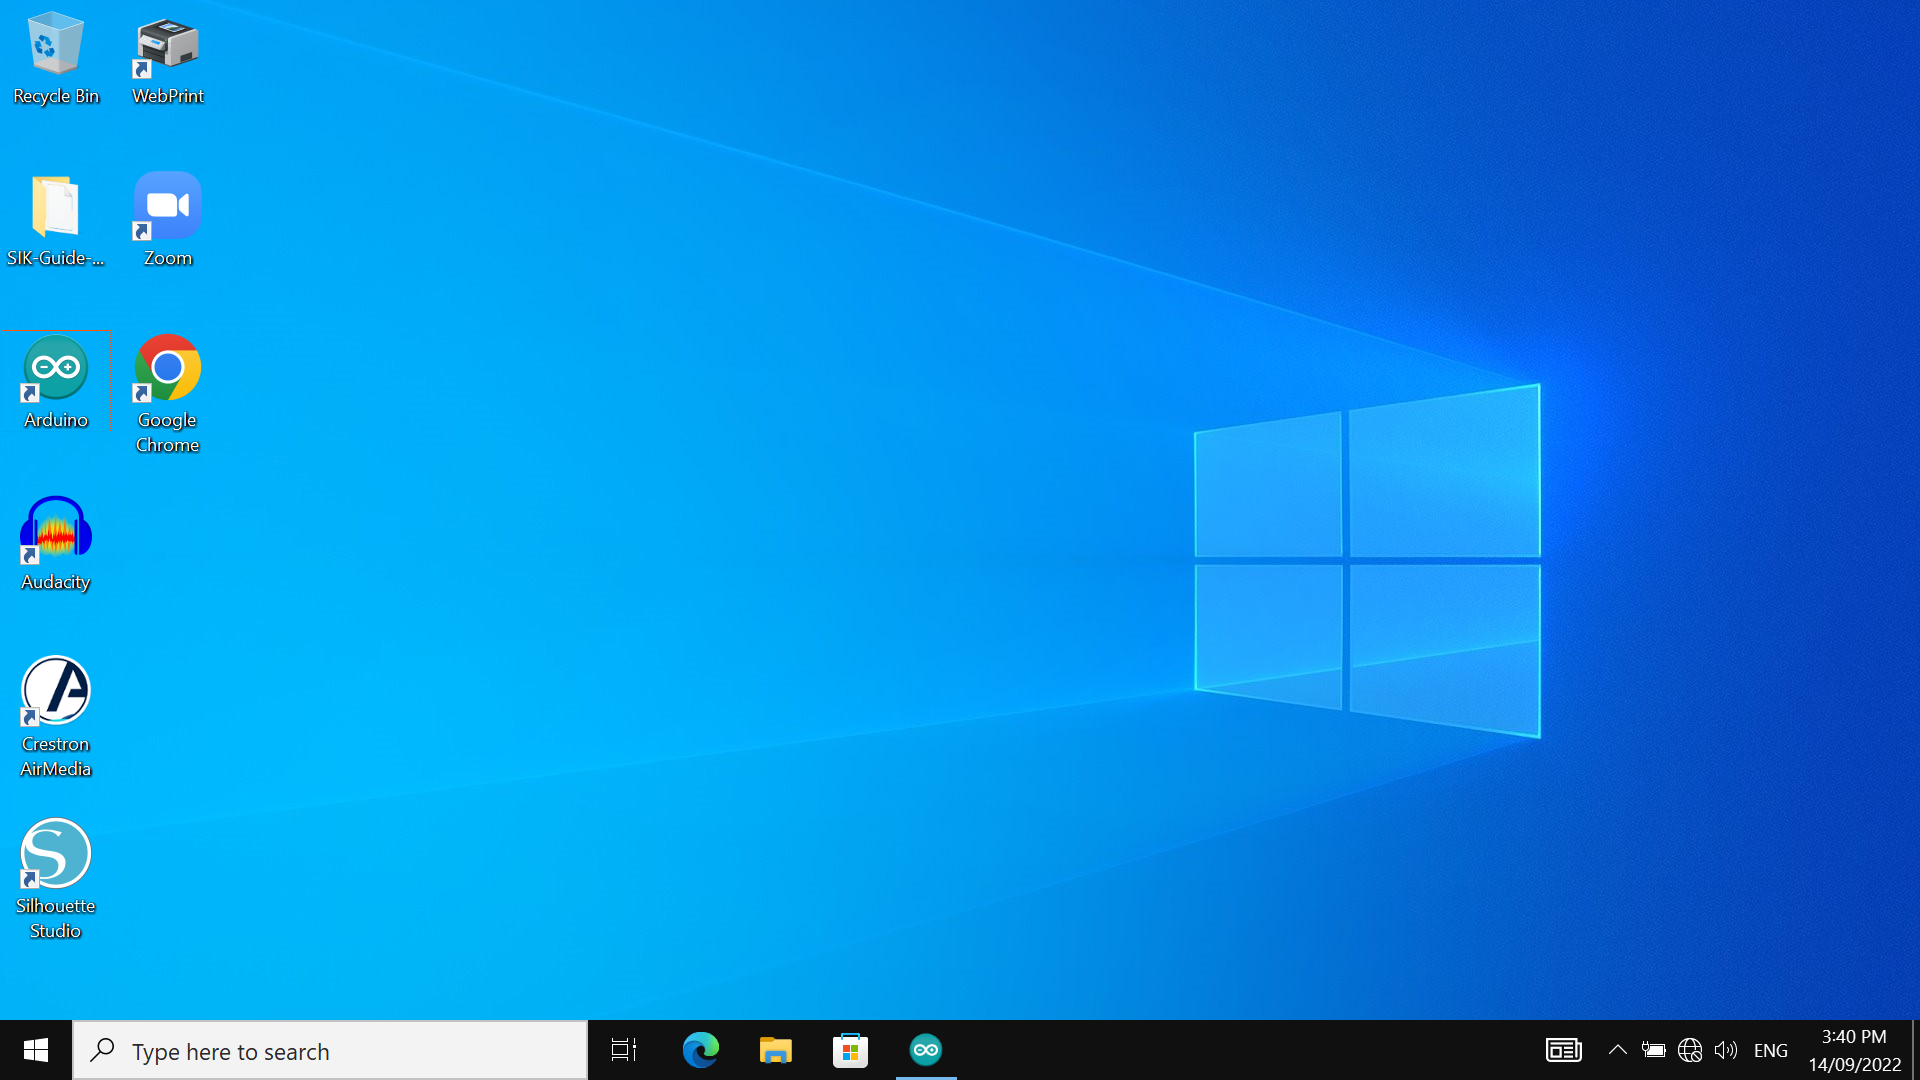 Recycle Bin
WebPrint
SIK-Guide-...
Zoom
Arduino
Google
Chrome
Audacity
Crestron
AirMedia
Silhouette
Studio
Type here to search
ENG
3:40 PM
14/09/2022